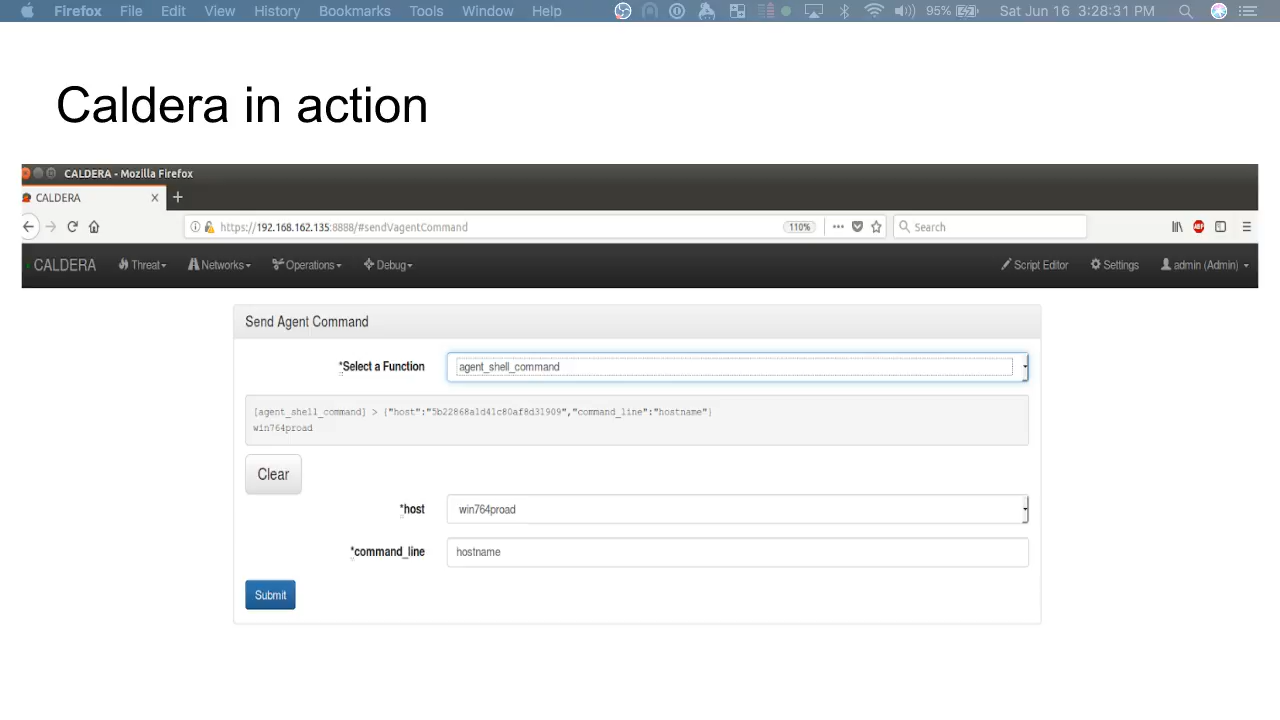 Firefox File Edit View History Bookmarks Tools Window Help 95% Sat Jun 16 3:28:31 PM
Caldera in action
CALDERA - Mozilla Firefox
CALDERA
https://192.168.162.135:8888/#sendVagentCommand 110% Search
CALDERA Threat Networks Operations Debug Script Editor Settings admin (Admin)
Send Agent Command
*Select a Function agent_shell_command
[agent_shell_command] > {"host":"5b22868a1d41c80af8d31909","command_line":"hostname"}
win764proad
Clear
*host win764proad
*command_line hostname
Submit